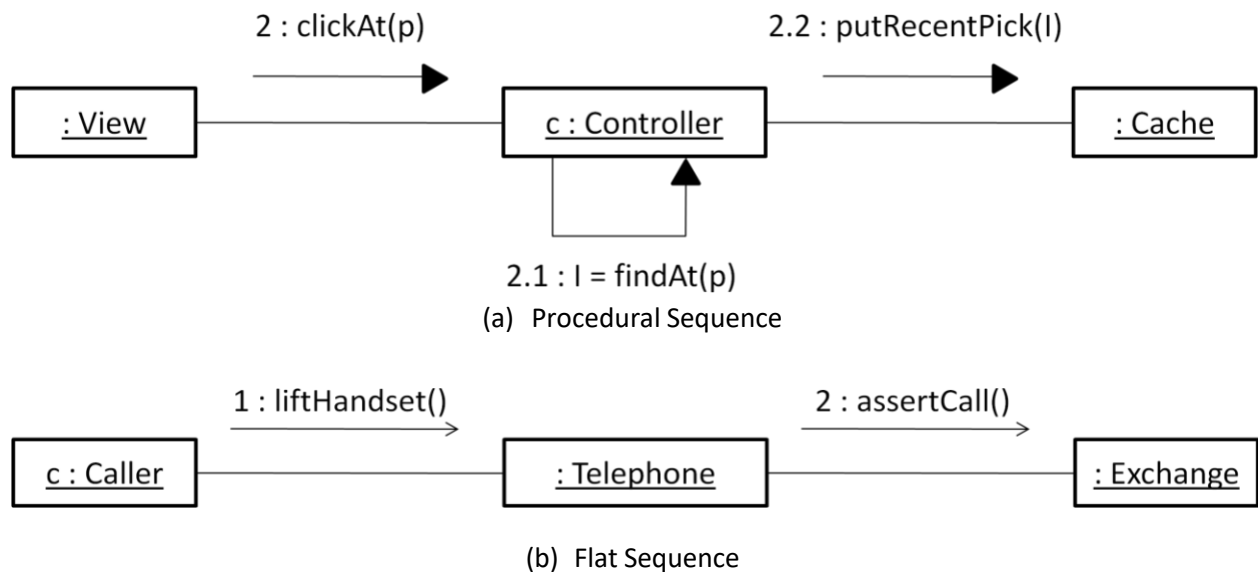 2 : clickAt(p)
2.2 : putRecentPick(I)
: View
c : Controller
: Cache
2.1 : I = findAt(p)
(a) Procedural Sequence
1 : liftHandset()
2 : assertCall()
c : Caller
: Telephone
: Exchange
(b) Flat Sequence